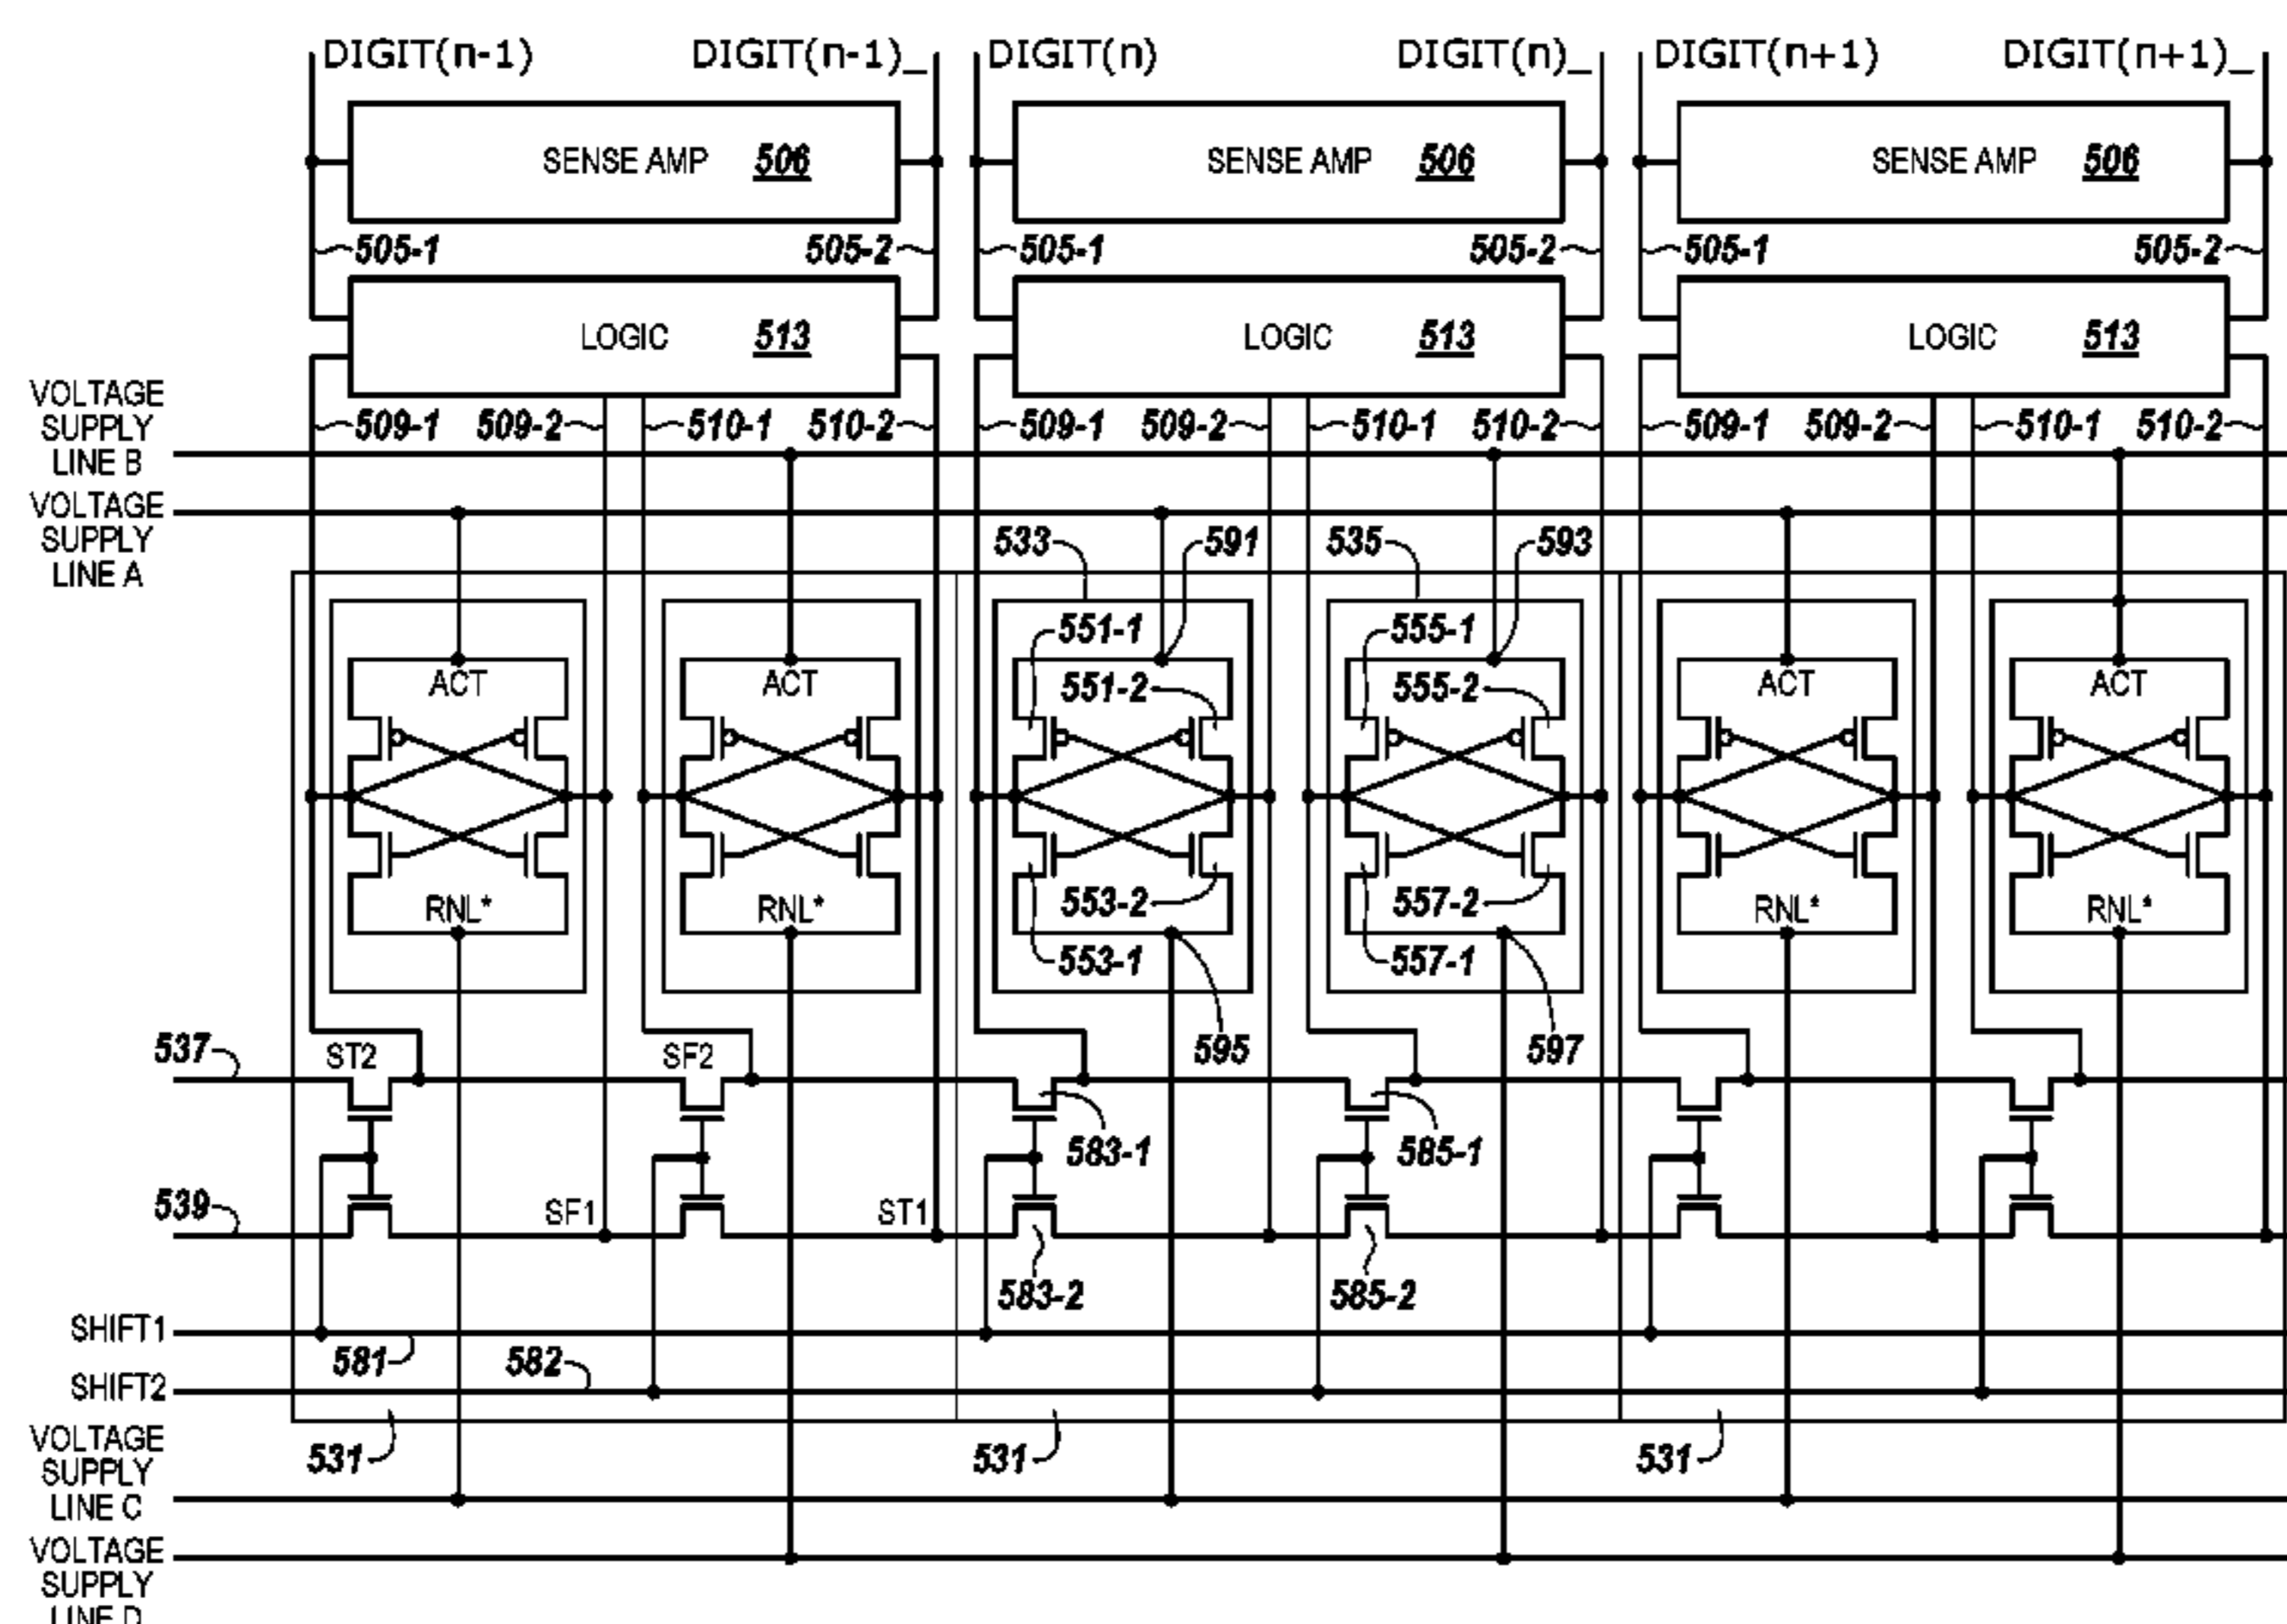 DIGIT(n-1) DIGIT(n-1)_ DIGIT(n) DIGIT(n)_ DIGIT(n+1) DIGIT(n+1)_
SENSE AMP 506 SENSE AMP 506 SENSE AMP 506
505-1 505-2 505-1 505-2 505-1 505-2
LOGIC 513 LOGIC 513 LOGIC 513
VOLTAGE
SUPPLY
LINE B
509-1 509-2 510-1 510-2 509-1 509-2 510-1 510-2 509-1 509-2 510-1 510-2
VOLTAGE
SUPPLY
LINE A
533 591 535 593
551-1 555-1
ACT ACT 551-2 555-2 ACT ACT
RNL* RNL* 553-2 557-2 RNL* RNL*
553-1 557-1
537 ST2 SF2 595 597
583-1 585-1
539 SF1 ST1
583-2 585-2
SHIFT1
581 582
SHIFT2
VOLTAGE
SUPPLY
LINE C
531 531 531
VOLTAGE
SUPPLY
LINE D